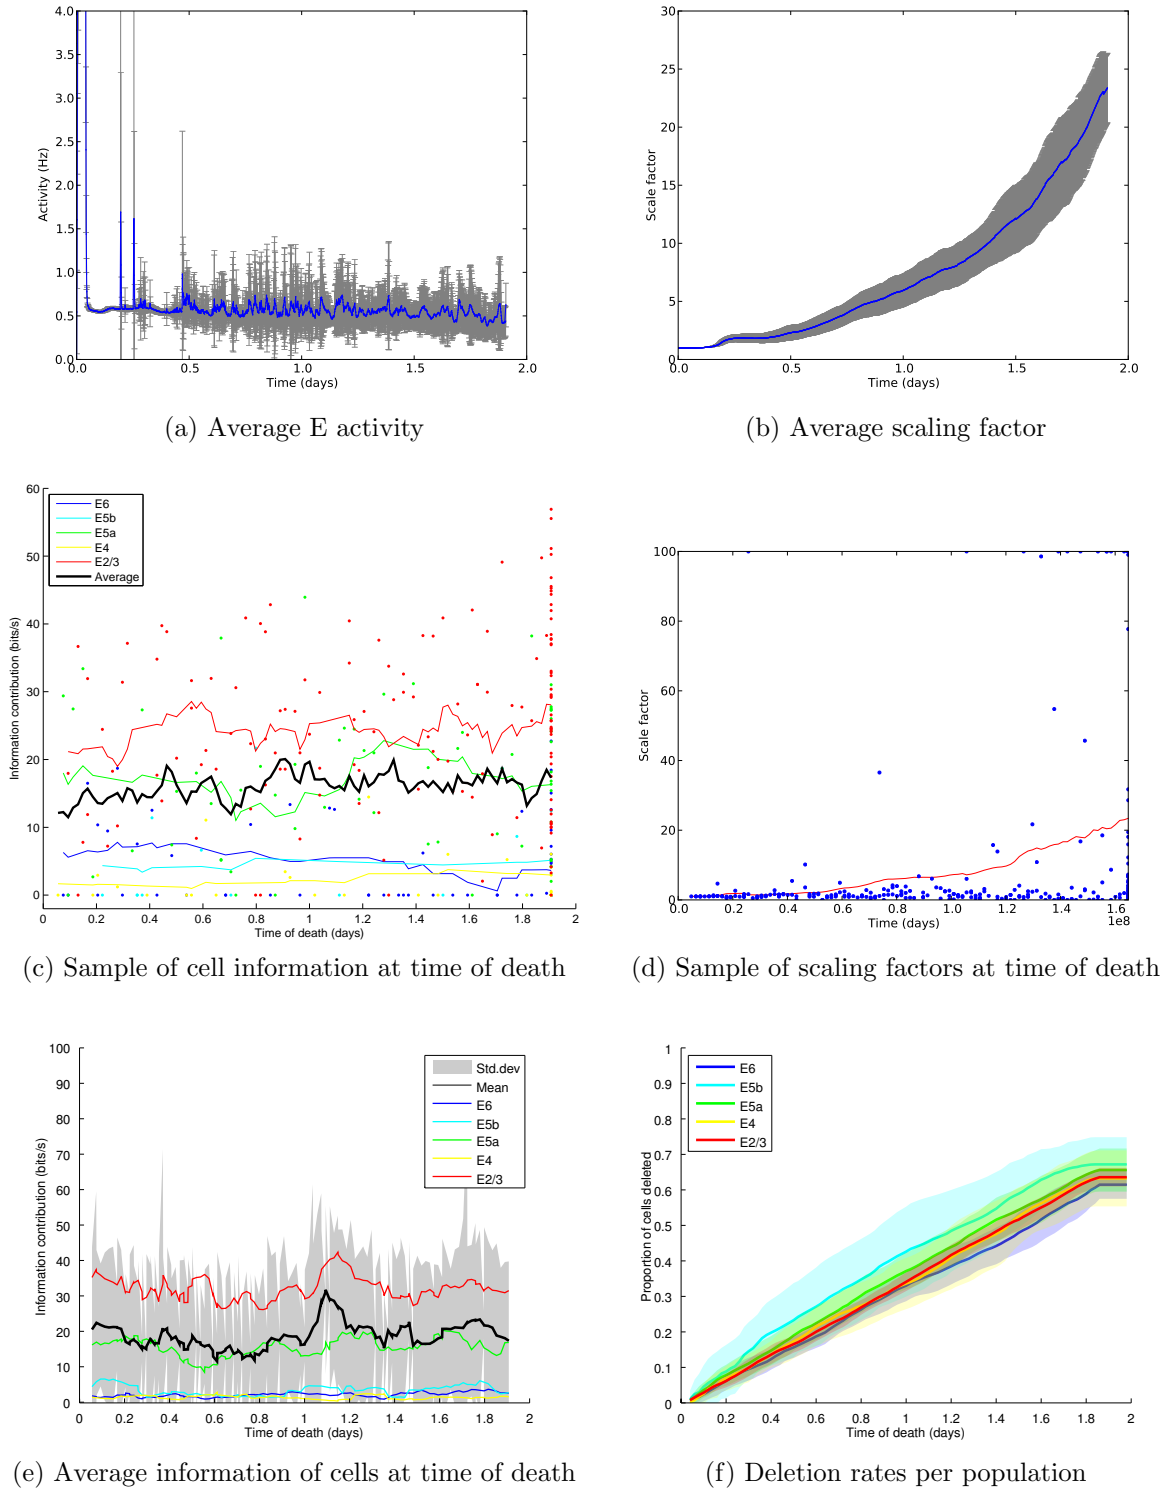 4.0
3.5
3.0
2.5
2.0
1.5
1.0
0.5
0.0
Activity (Hz)
0.0 0.5 1.0 1.5 2.0
Time (days)
(a) Average E activity
30
25
20
15
10
5
0
Scale factor
0.0 0.5 1.0 1.5 2.0
Time (days)
(b) Average scaling factor
60
50
40
30
20
10
0
Information contribution (bits/s)
E6
E5b
E5a
E4
E2/3
Average
0 0.2 0.4 0.6 0.8 1 1.2 1.4 1.6 1.8 2
Time of death (days)
(c) Sample of cell information at time of death
100
80
60
40
20
0
Scale factor
0.0 0.2 0.4 0.6 0.8 1.0 1.2 1.4 1.6
1e8
Time (days)
(d) Sample of scaling factors at time of death
100
90
80
70
60
50
40
30
20
10
0
Information contribution (bits/s)
Std.dev
Mean
E6
E5b
E5a
E4
E2/3
0 0.2 0.4 0.6 0.8 1 1.2 1.4 1.6 1.8 2
Time of death (days)
(e) Average information of cells at time of death
1
0.9
0.8
0.7
0.6
0.5
0.4
0.3
0.2
0.1
0
Proportion of cells deleted
E6
E5b
E5a
E4
E2/3
0 0.2 0.4 0.6 0.8 1 1.2 1.4 1.6 1.8 2
Time of death (days)
(f) Deletion rates per population